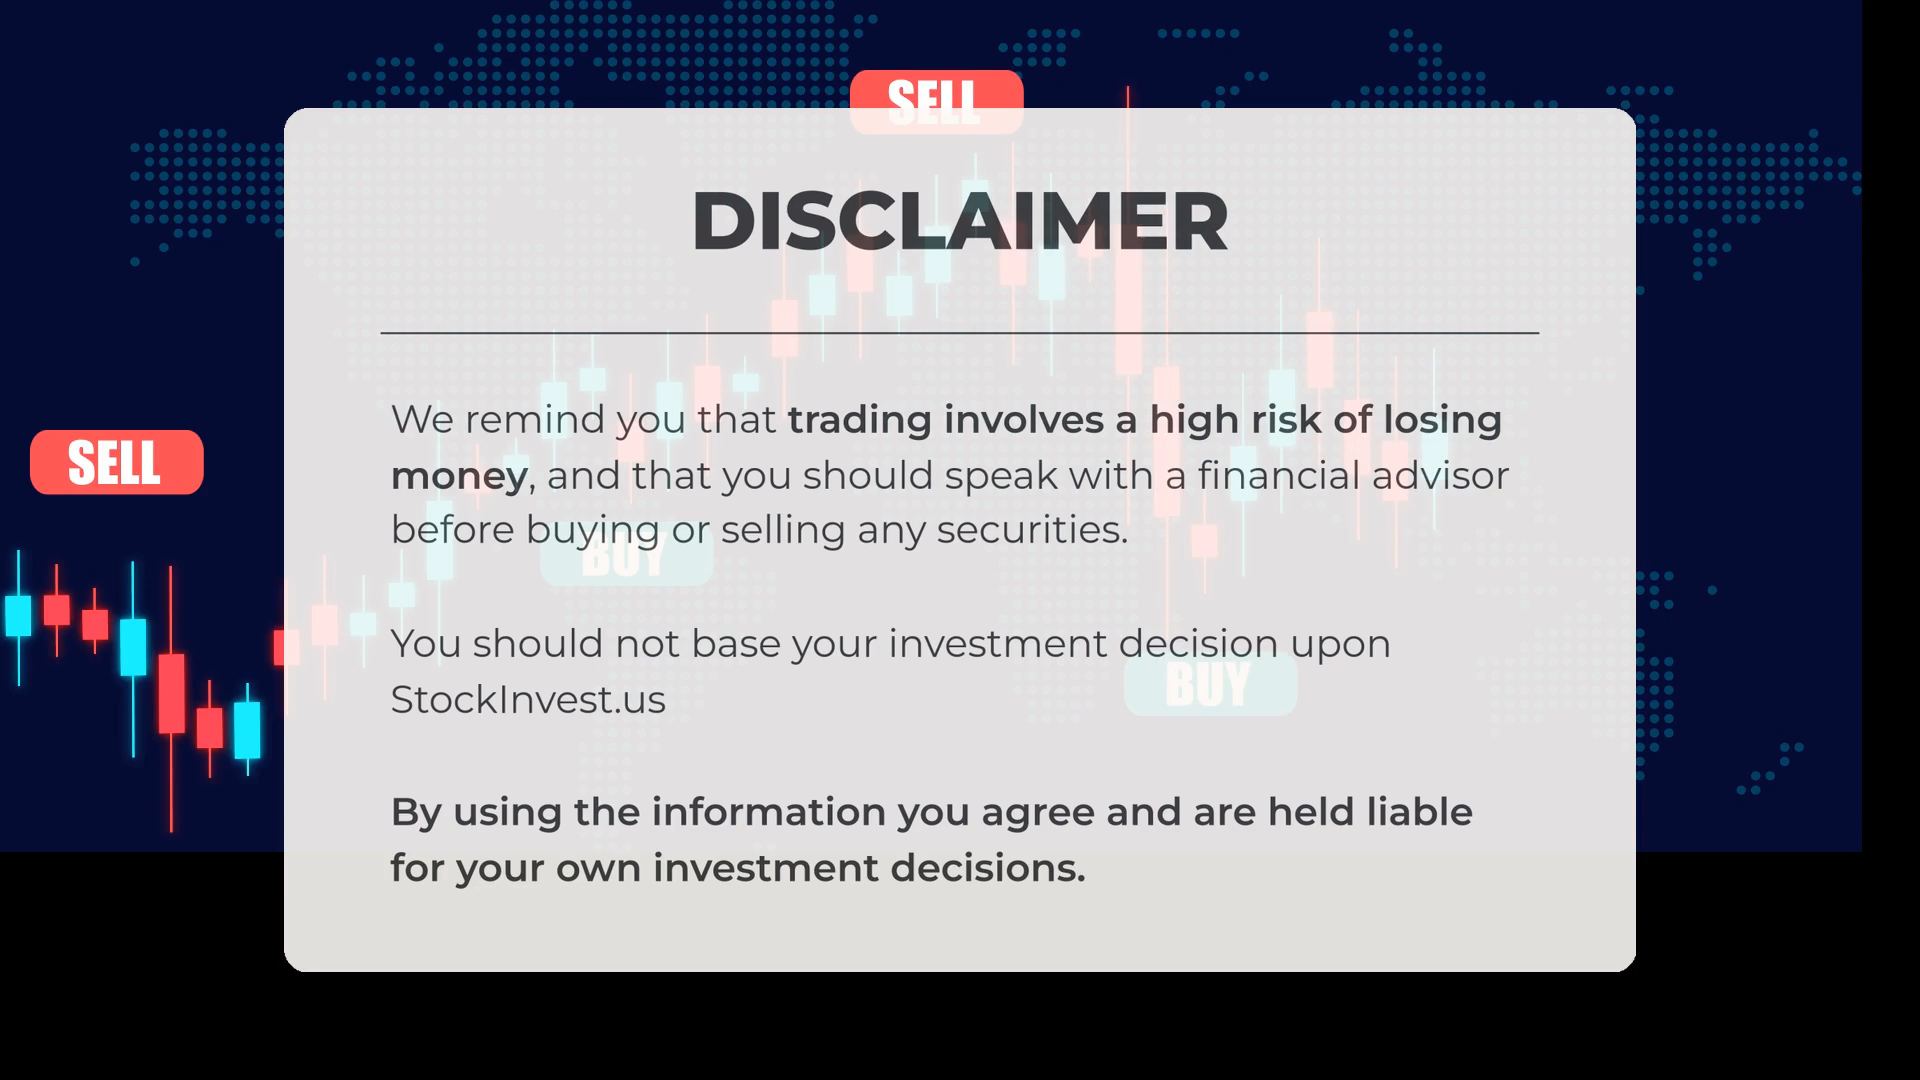 SELL
DISCLAIMER
We remind you that trading involves a high risk of losing
money, and that you should speak with a financial advisor
before buying or selling any securities.
SELL
BUY
You should not base your investment decision upon
StockInvest.us
BUY
By using the information you agree and are held liable
for your own investment decisions.